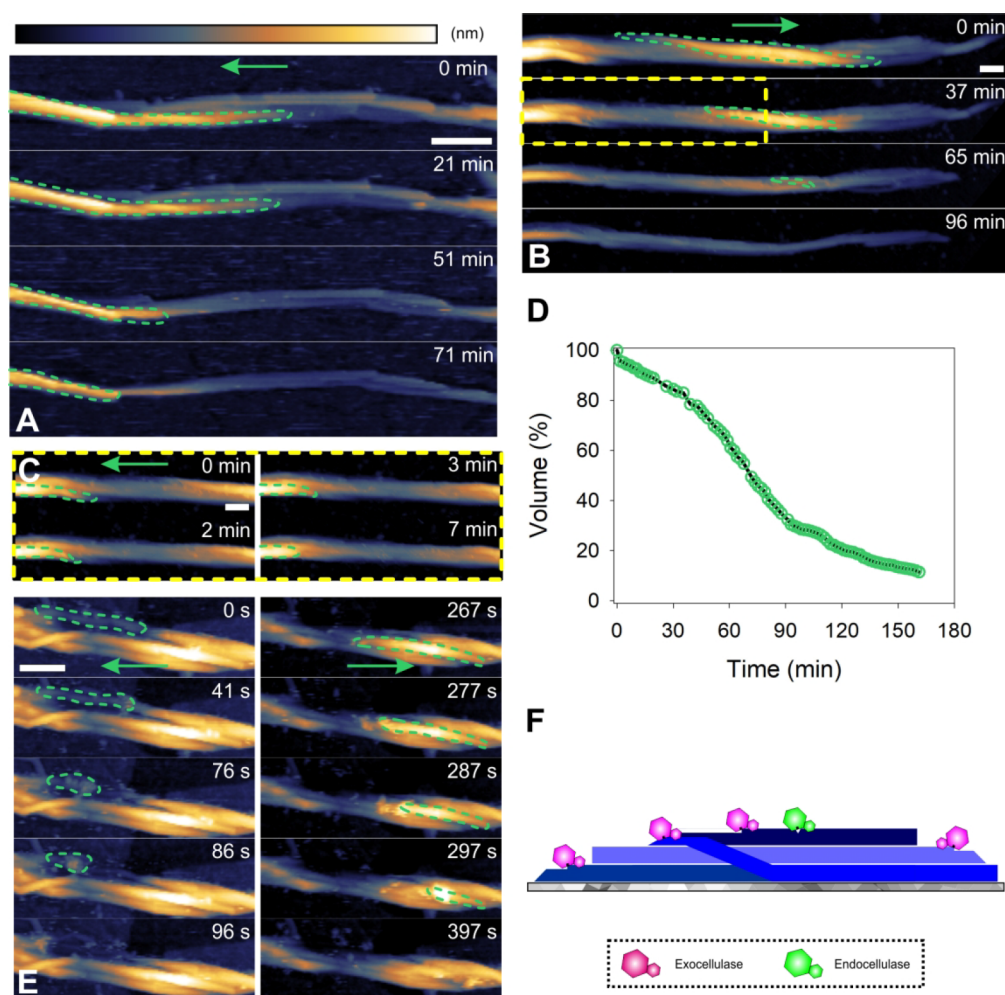 (nm)
0 min
21 min
51 min
71 min
A
0 min
37 min
65 min
96 min
B
C
0 min
3 min
2 min
7 min
D
100
80
60
40
20
0
Volume (%)
0 30 60 90 120 150 180
Time (min)
0 s
267 s
41 s
277 s
76 s
287 s
86 s
297 s
96 s
397 s
E
F
Exocellulase
Endocellulase